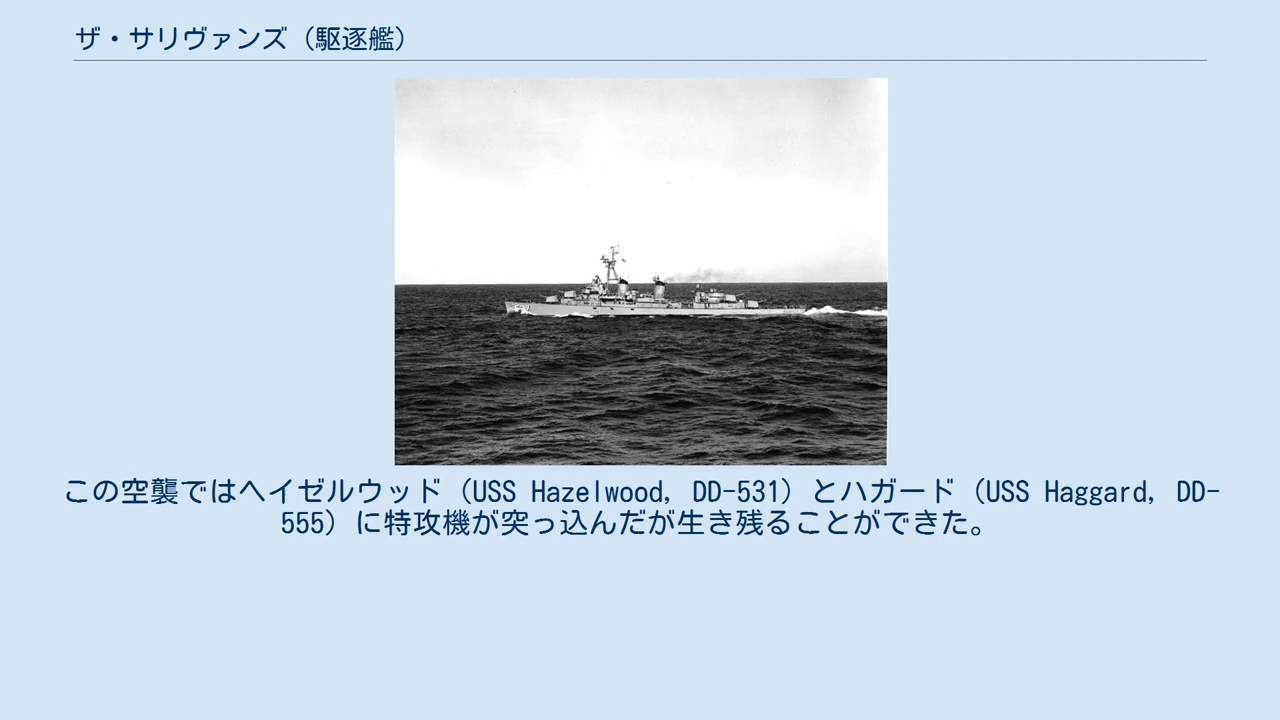 ザ・サリヴァンズ（駆逐艦）
この空襲ではヘイゼルウッド（USS Hazelwood, DD-531）とハガード（USS Haggard, DD-
555）に特攻機が突っ込んだが生き残ることができた。